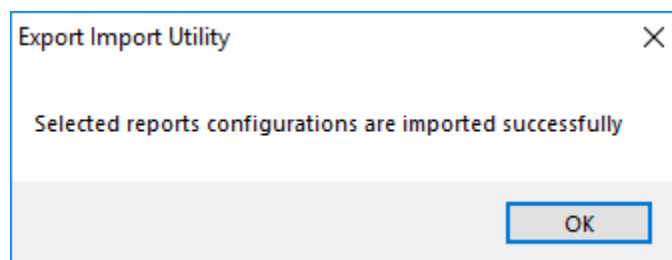 Export Import Utility
Selected reports configurations are imported successfully
OK